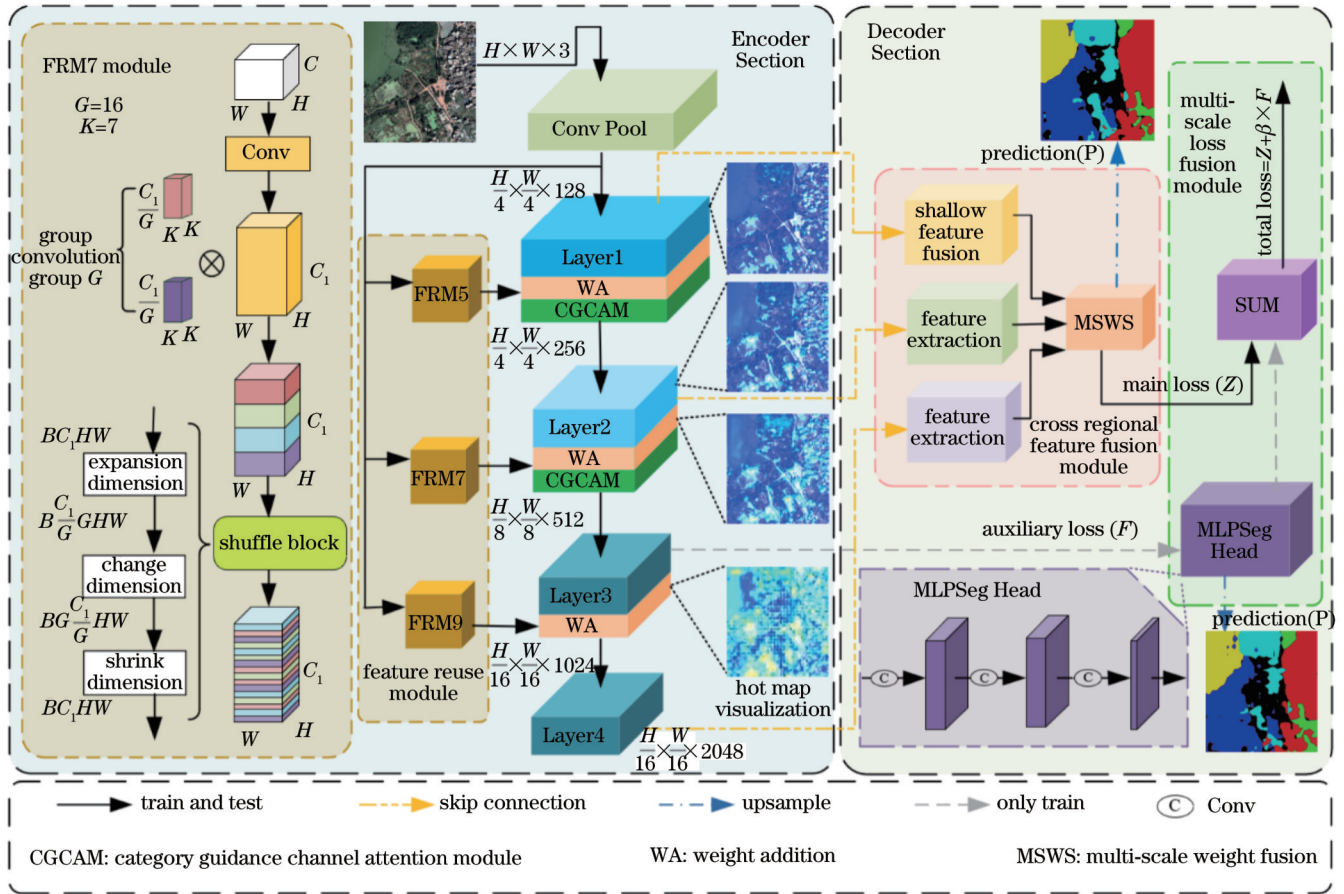 FRM7 module
G=16
K=7
C
W
H
Conv
C₁/G
K K
group
convolution
group G
C₁/G
K K
C₁
W
H
C₁
W
H
BC₁HW
expansion
dimension
B C₁/G GHW
change
dimension
BG C₁/G HW
shrink
dimension
BC₁HW
shuffle block
C₁
W
H
H×W×3
Encoder
Section
Conv Pool
H/4×W/4×128
Layer1
WA
CGCAM
FRM5
H/4×W/4×256
Layer2
WA
CGCAM
FRM7
H/8×W/8×512
Layer3
WA
FRM9
feature reuse
module
H/16×W/16×1024
Layer4
H/16×W/16×2048
hot map
visualization
Decoder
Section
prediction(P)
shallow
feature
fusion
feature
extraction
feature
extraction
MSWS
main loss (Z)
cross regional
feature fusion
module
multi-
scale
loss
fusion
module
total loss=Z+β×F
SUM
auxiliary loss (F)
MLPSeg
Head
MLPSeg Head
C
C
C
prediction(P)
train and test
skip connection
upsample
only train
C Conv
CGCAM: category guidance channel attention module
WA: weight addition
MSWS: multi-scale weight fusion